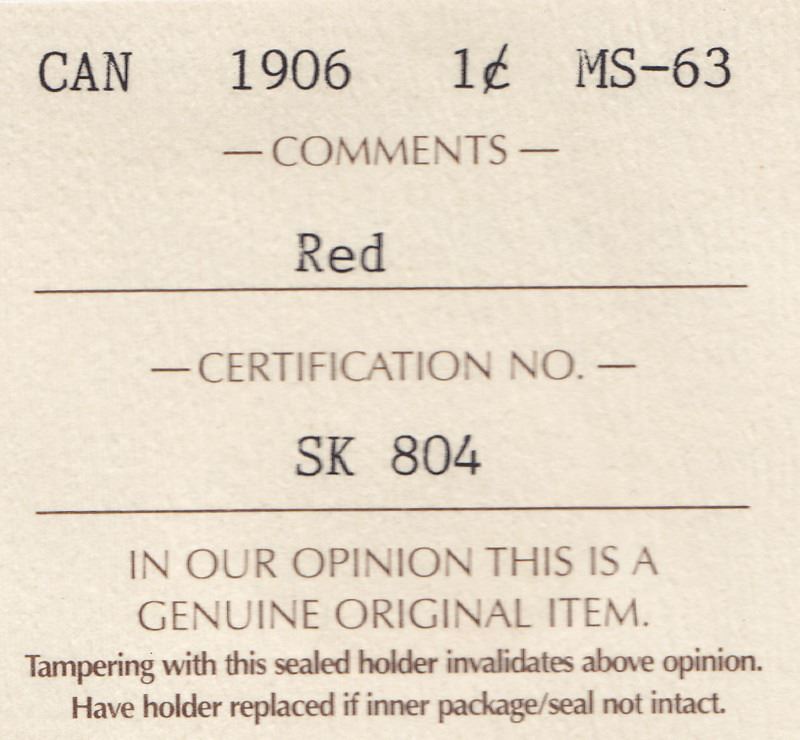 CAN 1906 1¢ MS-63
— COMMENTS —
Red
— CERTIFICATION NO. —
SK 804
IN OUR OPINION THIS IS A
GENUINE ORIGINAL ITEM.
Tampering with this sealed holder invalidates above opinion.
Have holder replaced if inner package/seal not intact.